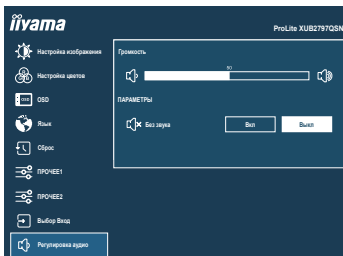 iiyama
ProLite XUB2797QSN
Настройка изображения
Громкость
50
Настройка цветов
OSD
OSD
ПАРАМЕТРЫ
Язык
Без звука
Вкл
Выкл
Сброс
ПРОЧЕЕ1
ПРОЧЕЕ2
Выбор Вход
Регулировка аудио